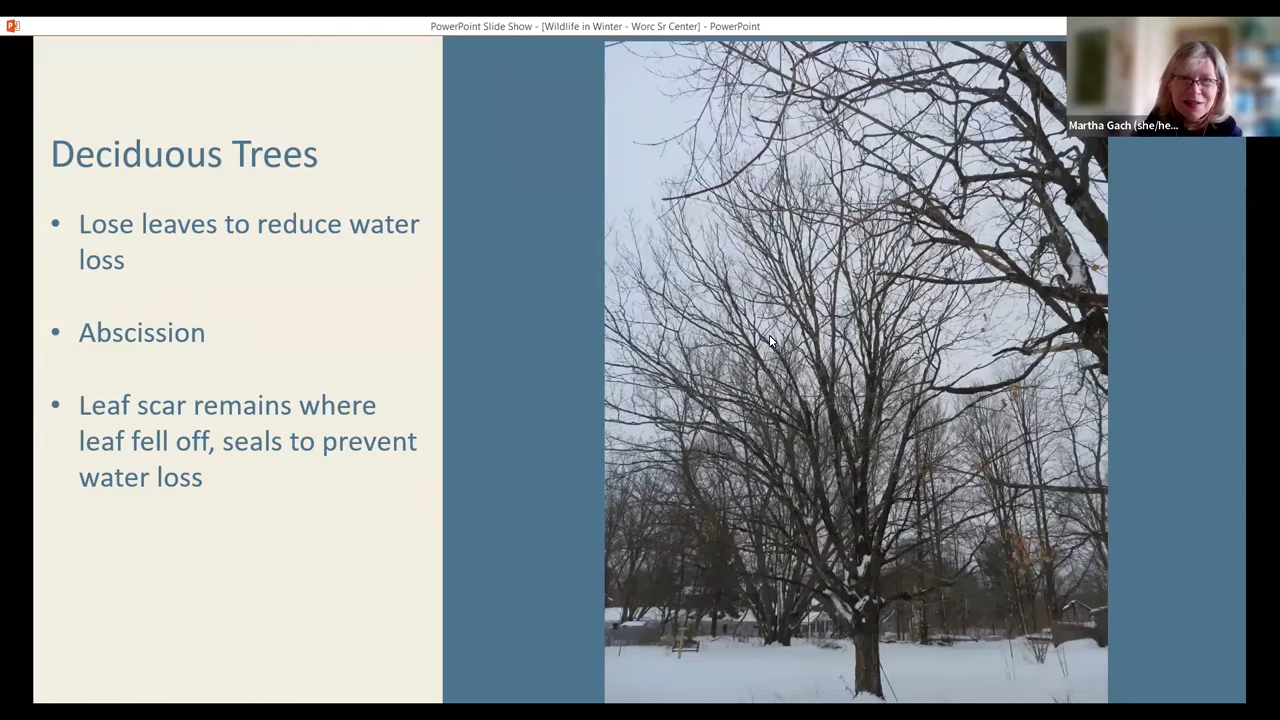 PowerPoint Slide Show - [Wildlife in Winter - Worc Sr Center] - PowerPoint
Martha Gach (she/he...
Deciduous Trees
• Lose leaves to reduce water
loss
• Abscission
• Leaf scar remains where
leaf fell off, seals to prevent
water loss